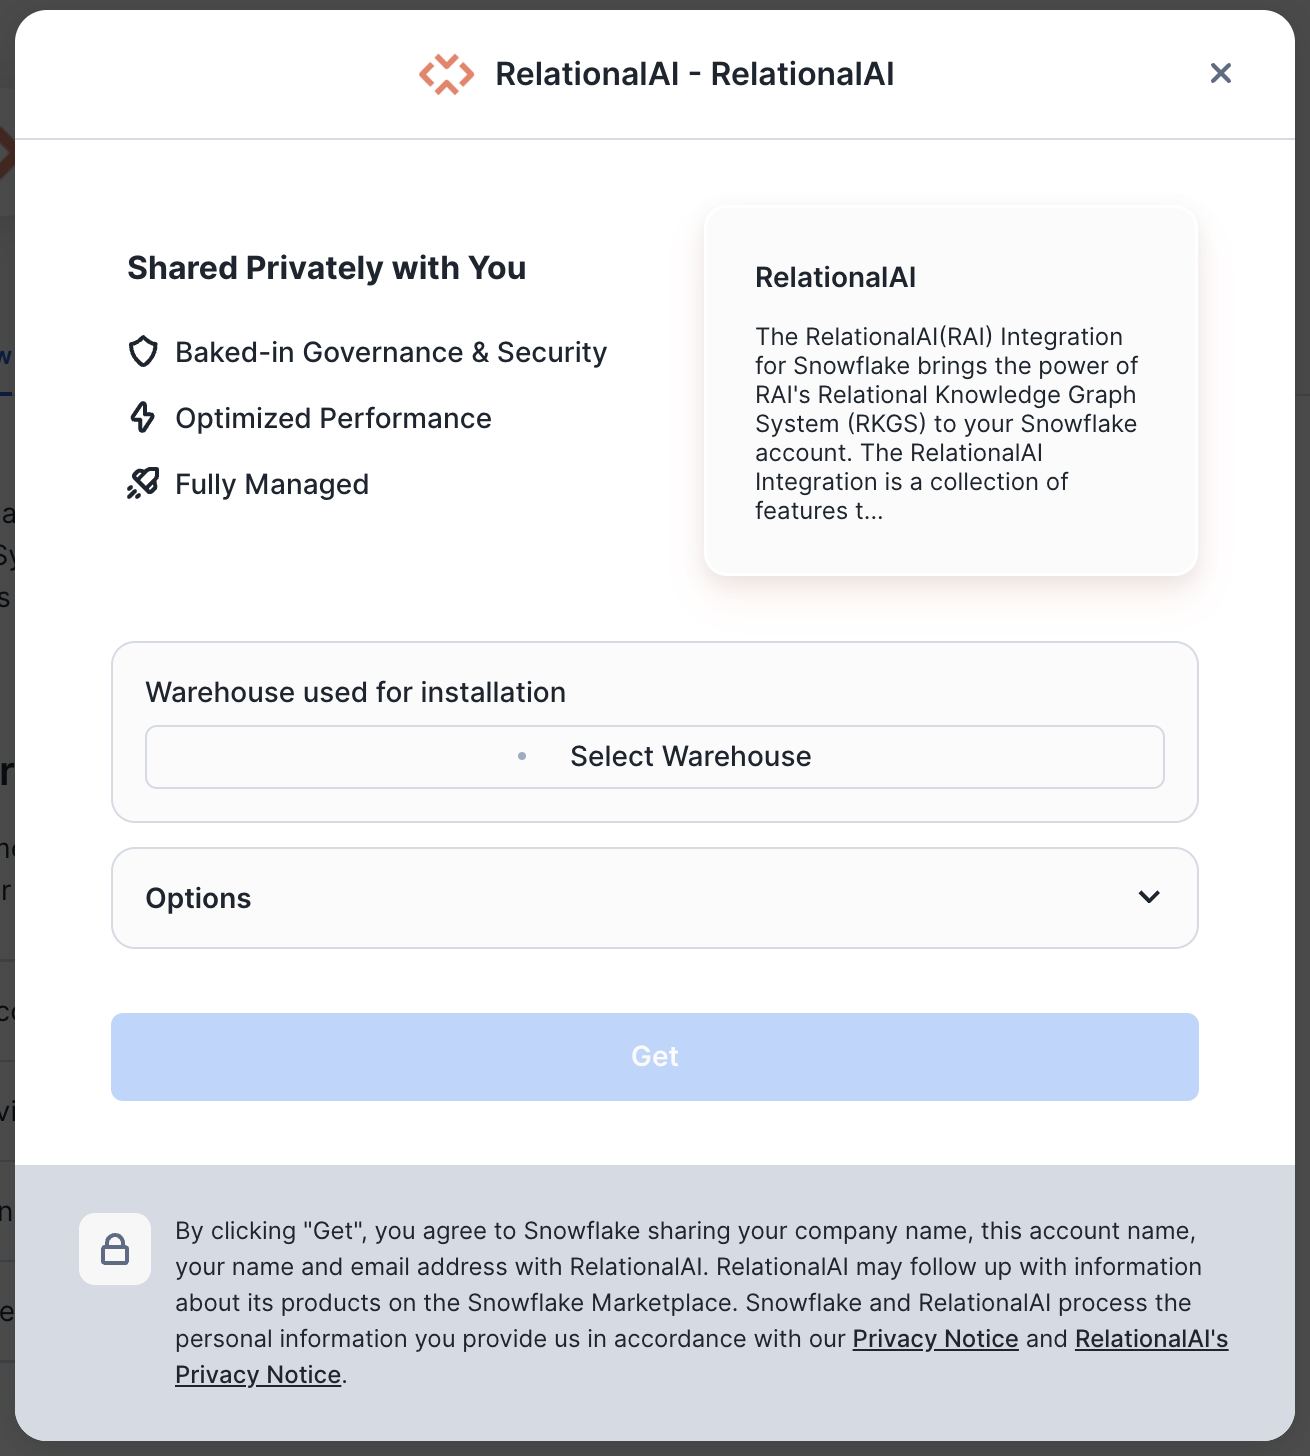 RelationalAI - RelationalAI
Shared Privately with You
Baked-in Governance & Security
Optimized Performance
Fully Managed
RelationalAI
The RelationalAI(RAI) Integration
for Snowflake brings the power of
RAI's Relational Knowledge Graph
System (RKGS) to your Snowflake
account. The RelationalAI
Integration is a collection of
features t...
Warehouse used for installation
Select Warehouse
Options
Get
By clicking "Get", you agree to Snowflake sharing your company name, this account name,
your name and email address with RelationalAI. RelationalAI may follow up with information
about its products on the Snowflake Marketplace. Snowflake and RelationalAI process the
personal information you provide us in accordance with our Privacy Notice and RelationalAI's
Privacy Notice.